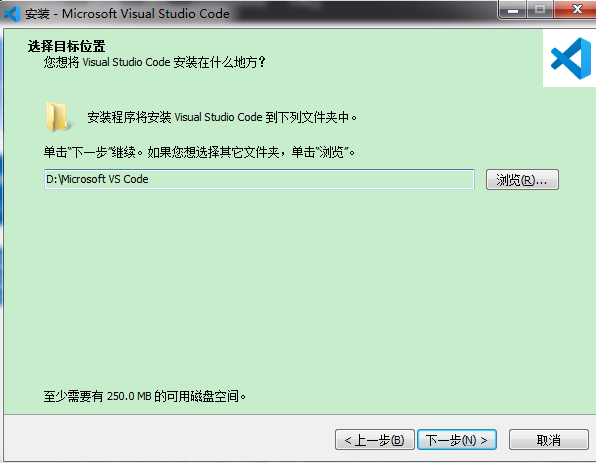 安装 - Microsoft Visual Studio Code
选择目标位置
您想将 Visual Studio Code 安装在什么地方?
安装程序将安装 Visual Studio Code 到下列文件夹中。
单击“下一步”继续。如果您想选择其它文件夹，单击“浏览”。
D:\Microsoft VS Code
浏览(R)...
至少需要有 250.0 MB 的可用磁盘空间。
< 上一步(B)
下一步(N) >
取消